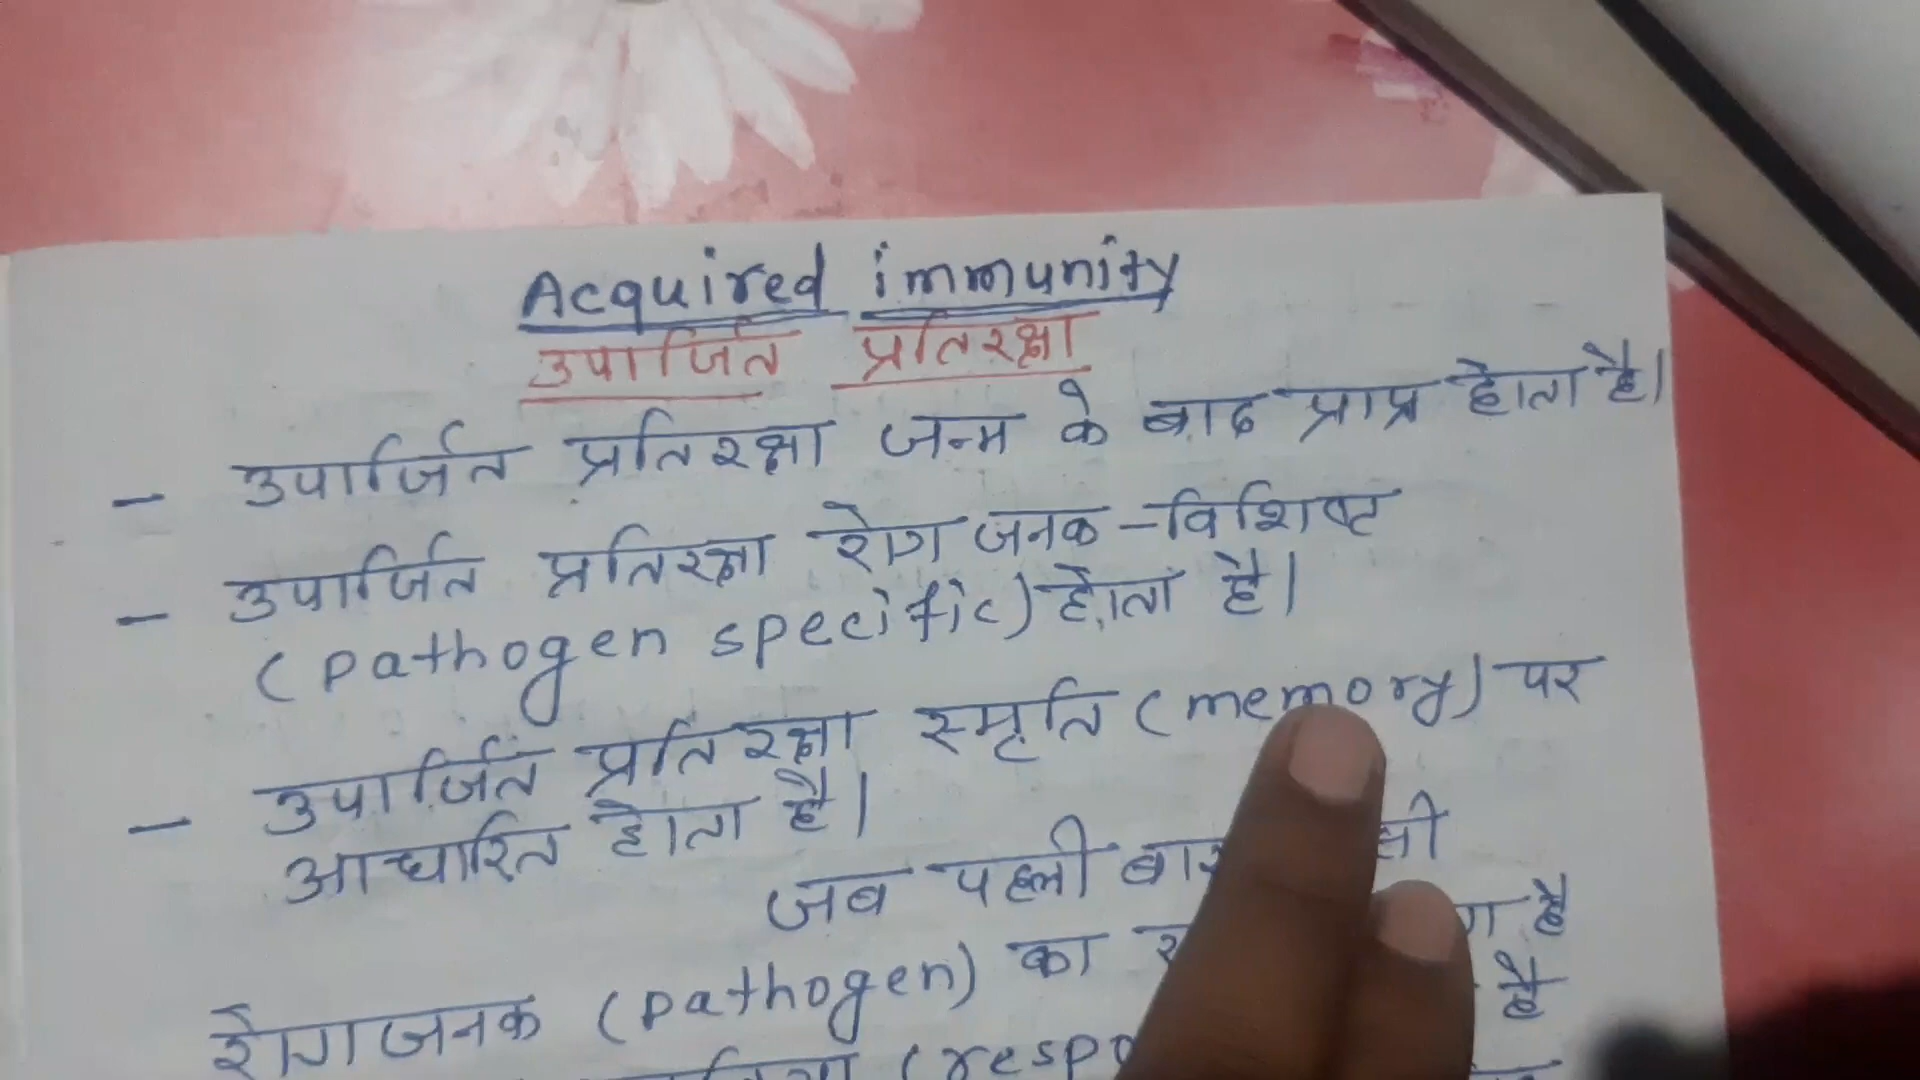 Acquired immunity
उपार्जित प्रतिरक्षा
- उपार्जित प्रतिरक्षा जन्म के बाद प्राप्र होता है।
- उपार्जित प्रतिरक्षा रोगजनक-विशिष्ट
(pathogen specific) होता है।
- उपार्जित प्रतिरक्षा स्मृति (memory) पर
आधारित होता है।
जब पहली बार
रोगजनक (pathogen) का है
है